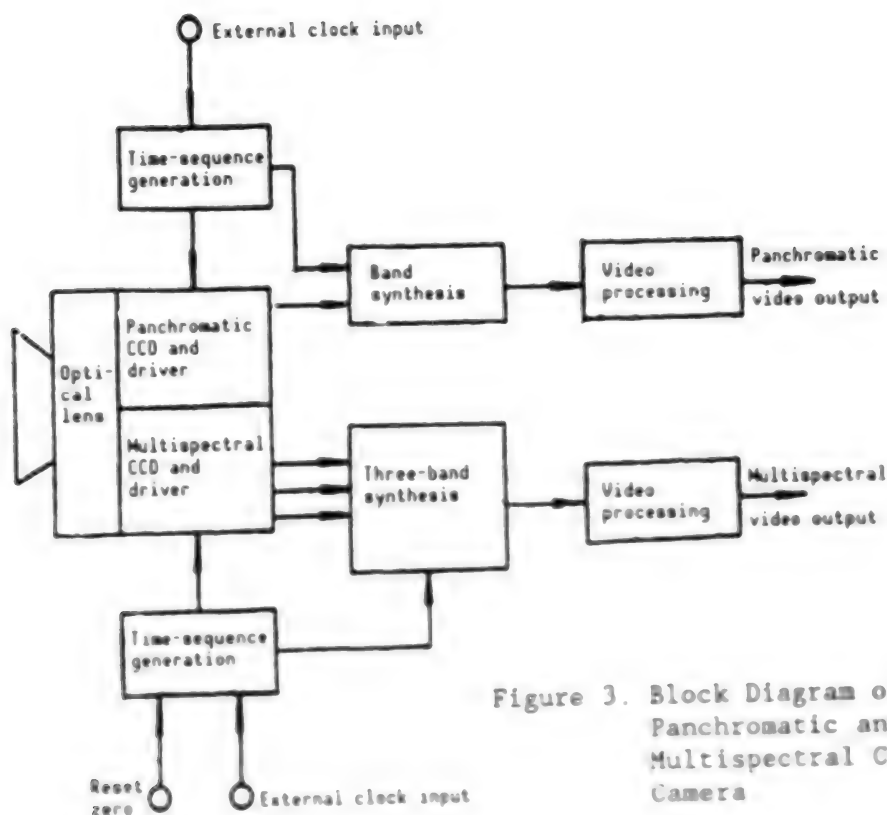 External clock input
Time-sequence
generation
Band
synthesis
Video
processing
Panchromatic
video output
Opti-
cal
lens
Panchromatic
CCD and
driver
Multispectral
CCD and
driver
Three-band
synthesis
Video
processing
Multispectral
video output
Time-sequence
generation
Reset
zero
External clock input
Figure 3. Block Diagram o
Panchromatic an
Multispectral C
Camera